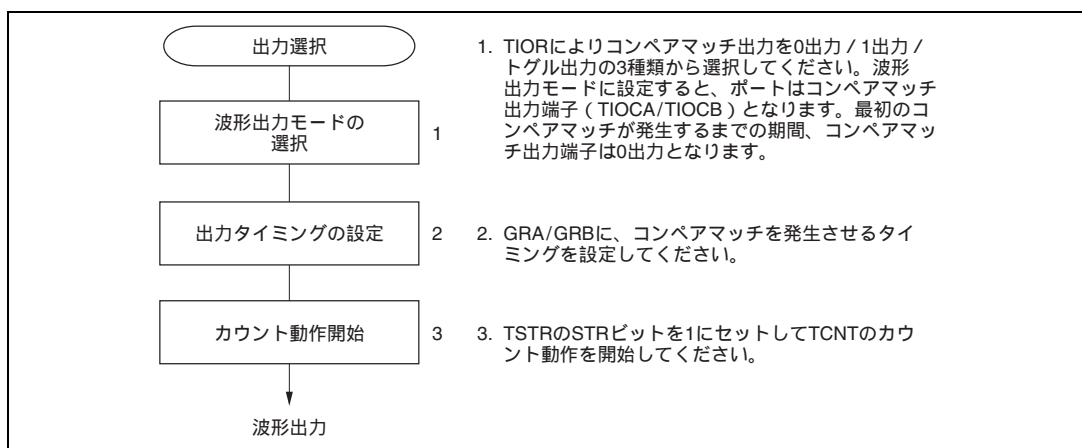 出力選択
波形出力モードの
選択
1
1. TIORによりコンペアマッチ出力を0出力 / 1出力 /
トグル出力の3種類から選択してください。波形
出力モードに設定すると、ポートはコンペアマッチ
出力端子 ( TIOCA/TIOCB ) となります。最初のコ
ンペアマッチが発生するまでの期間、コンペアマッ
チ出力端子は0出力となります。
出力タイミングの設定
2
2. GRA/GRBに、コンペアマッチを発生させるタイ
ミングを設定してください。
カウント動作開始
3
3. TSTRのSTRビットを1にセットしてTCNTのカウ
ント動作を開始してください。
波形出力